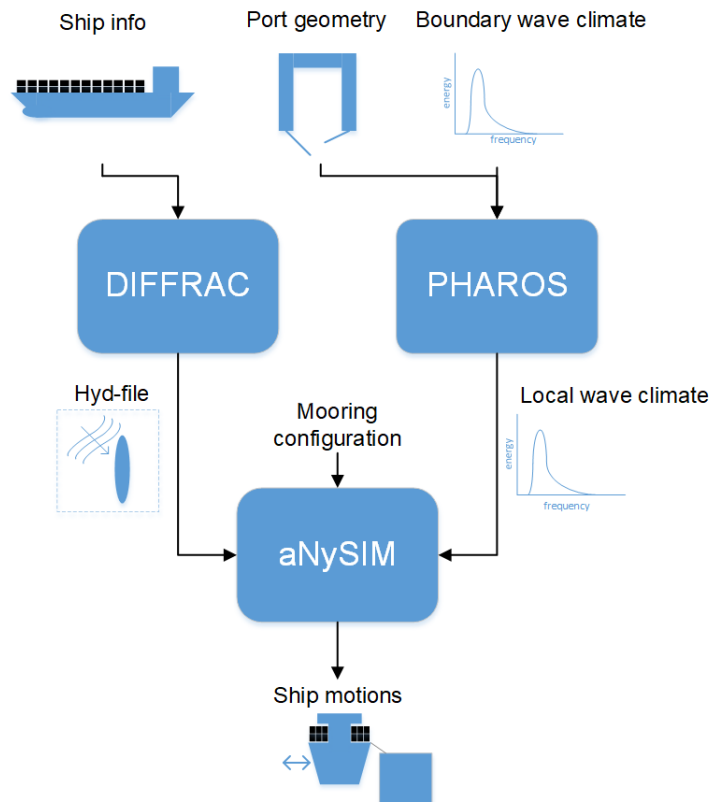 Ship info
Port geometry
Boundary wave climate
energy
frequency
DIFFRAC
PHAROS
Hyd-file
Mooring
configuration
Local wave climate
energy
frequency
aNySIM
Ship motions